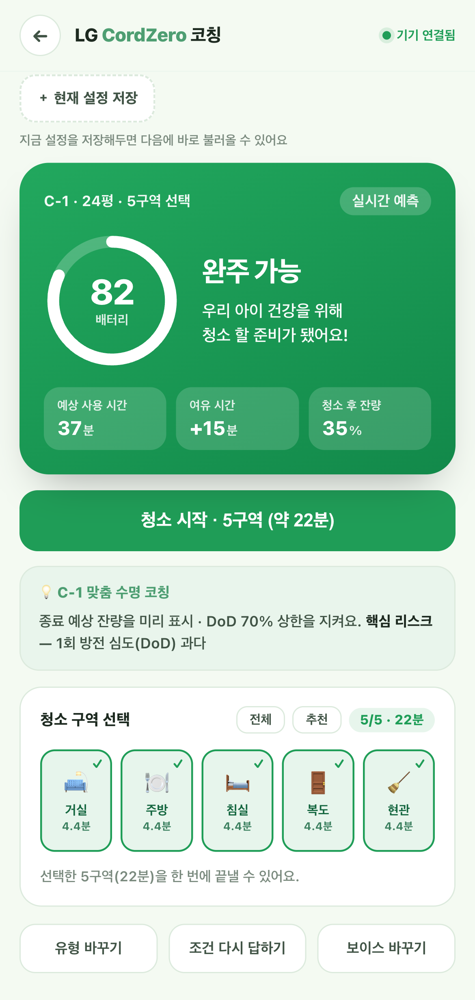 LG CordZero 코칭
기기 연결됨
+ 현재 설정 저장
지금 설정을 저장해두면 다음에 바로 불러올 수 있어요
C-1 · 24평 · 5구역 선택
실시간 예측
82
배터리
완주 가능
우리 아이 건강을 위해
청소 할 준비가 됐어요!
예상 사용 시간
37분
여유 시간
+15분
청소 후 잔량
35%
청소 시작 · 5구역 (약 22분)
C-1 맞춤 수명 코칭
종료 예상 잔량을 미리 표시 · DoD 70% 상한을 지켜요. 핵심 리스크
— 1회 방전 심도(DoD) 과다
청소 구역 선택
전체
추천
5/5 · 22분
거실
4.4분
주방
4.4분
침실
4.4분
복도
4.4분
현관
4.4분
선택한 5구역(22분)을 한 번에 끝낼 수 있어요.
유형 바꾸기
조건 다시 답하기
보이스 바꾸기